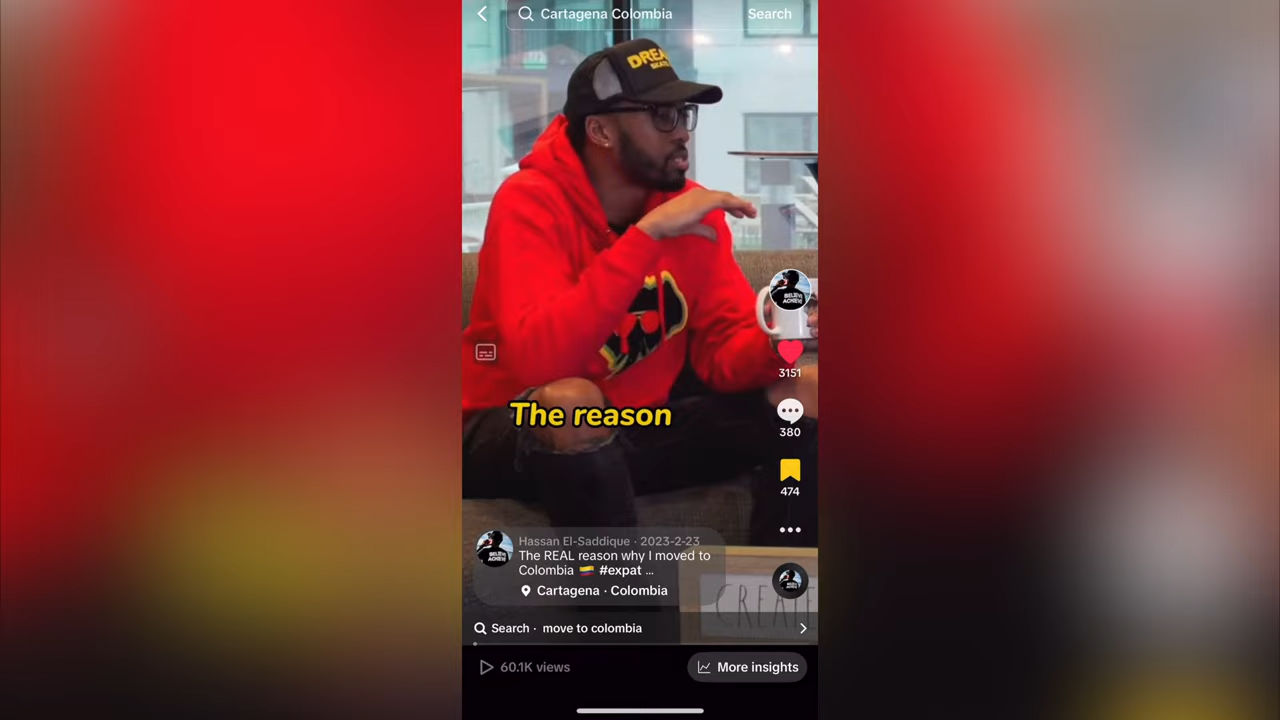 Cartagena Colombia
Search
3151
The reason
380
474
Hassan El-Saddique · 2023-2-23
The REAL reason why I moved to
Colombia 🇨🇴 #expat ...
Cartagena · Colombia
CREATE
Search · move to colombia
60.1K views
More insights